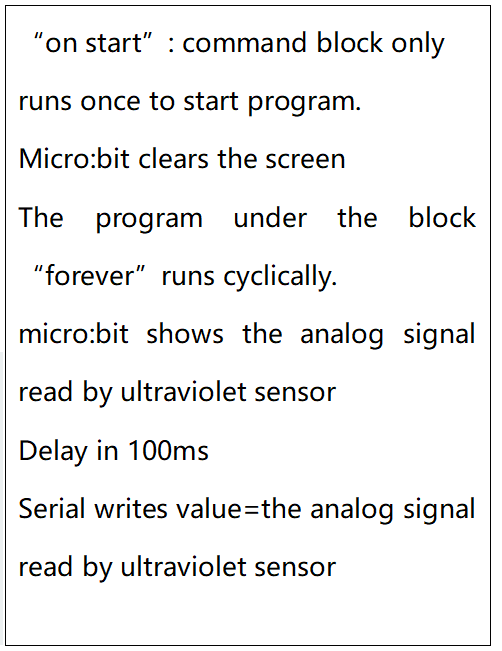 “on start” : command block only
runs once to start program.
Micro:bit clears the screen
The program under the block
“forever” runs cyclically.
micro:bit shows the analog signal
read by ultraviolet sensor
Delay in 100ms
Serial writes value=the analog signal
read by ultraviolet sensor